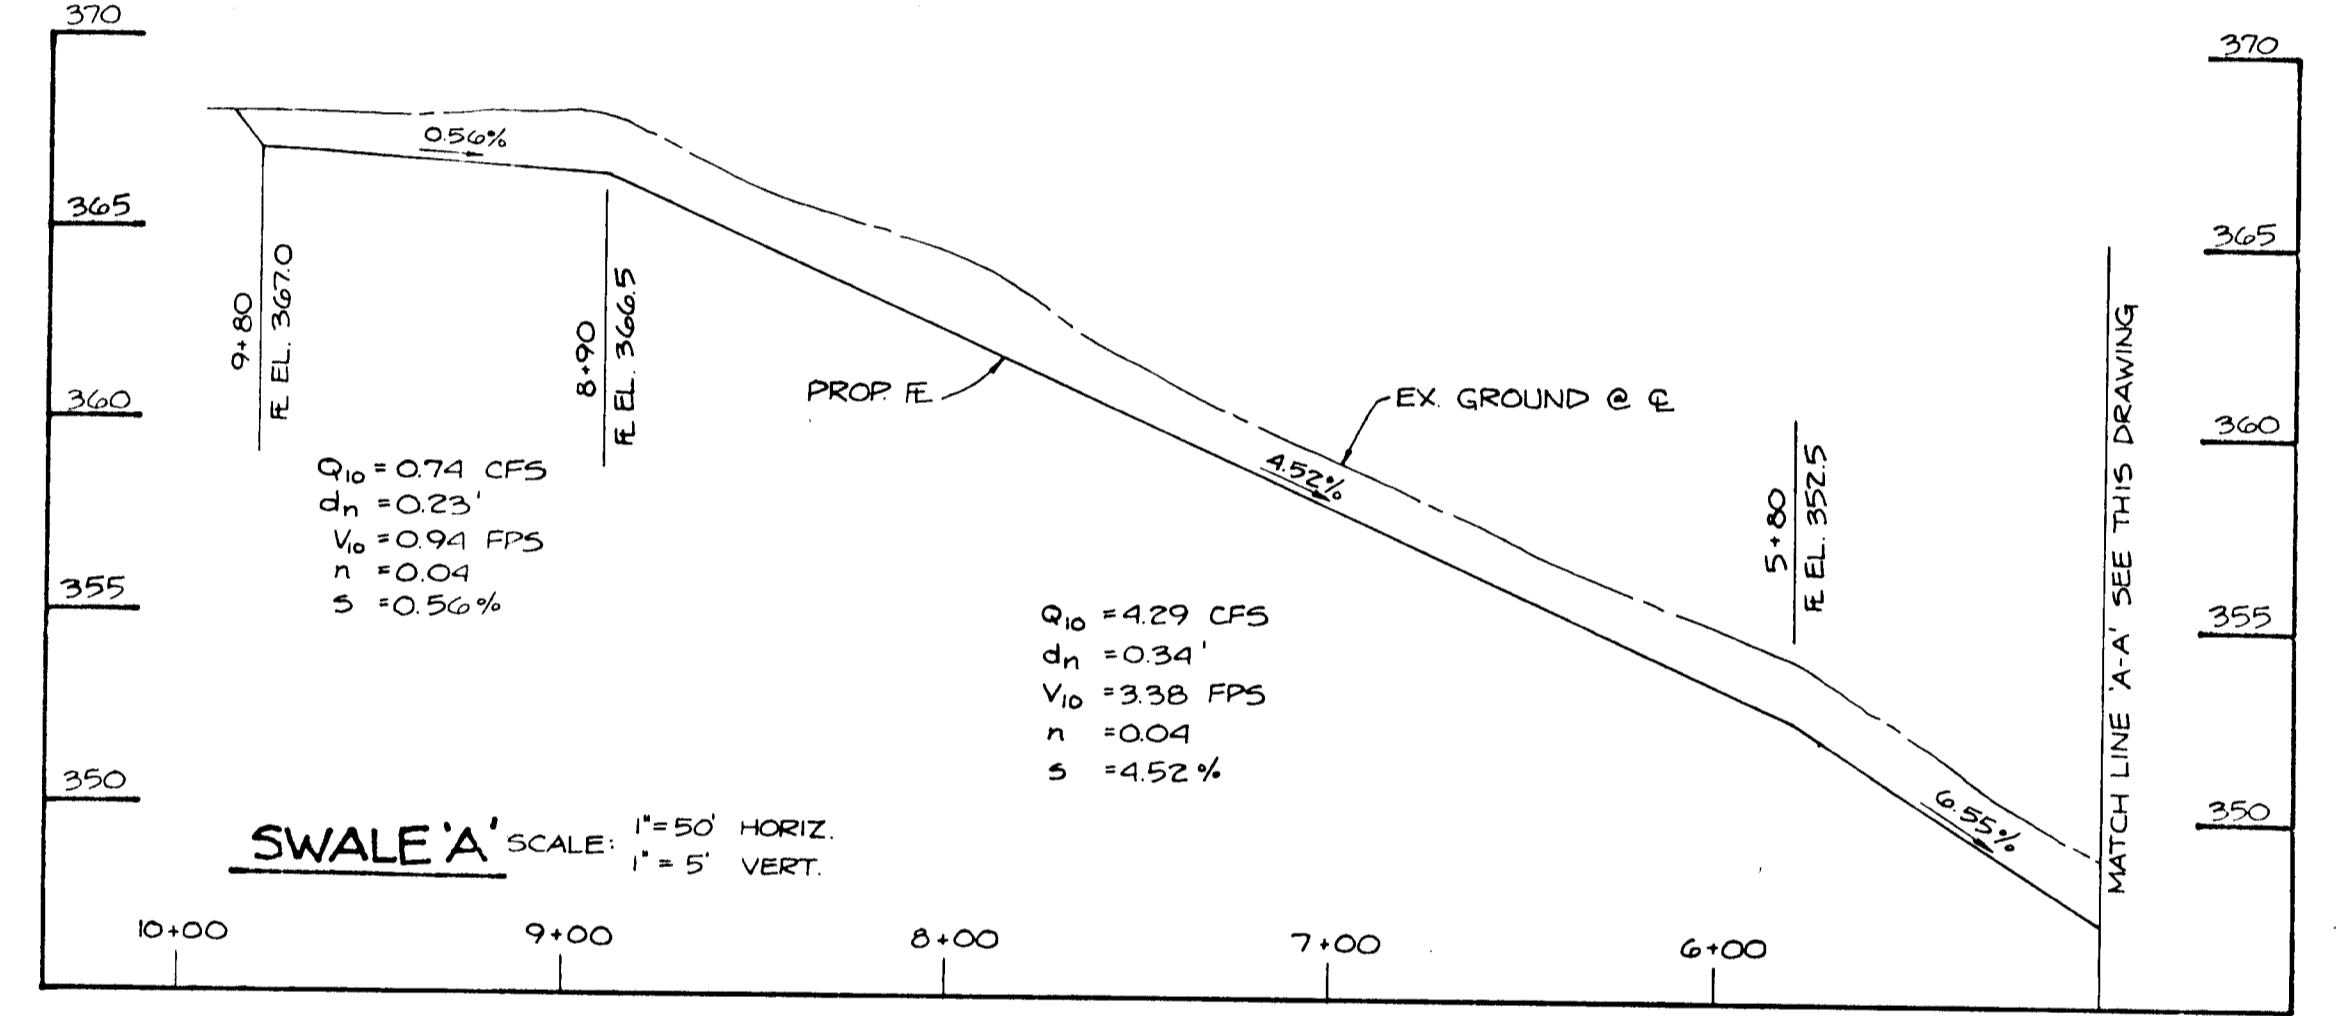 370
370
0.56%
365
365
9+80
FL EL. 367.0
8+90
FL EL. 366.5
PROP. FL
EX. GROUND @ ℄
360
360
4.52%
5+80
FL EL. 352.5
MATCH LINE 'A-A' SEE THIS DRAWING
Q10 = 0.74 CFS
dn = 0.23'
V10 = 0.94 FPS
n = 0.04
S = 0.56%
355
355
Q10 = 4.29 CFS
dn = 0.34'
V10 = 3.38 FPS
n = 0.04
S = 4.52%
350
350
6.55%
SWALE 'A' SCALE: 1"=50' HORIZ.
1" = 5' VERT.
10+00
9+00
8+00
7+00
6+00